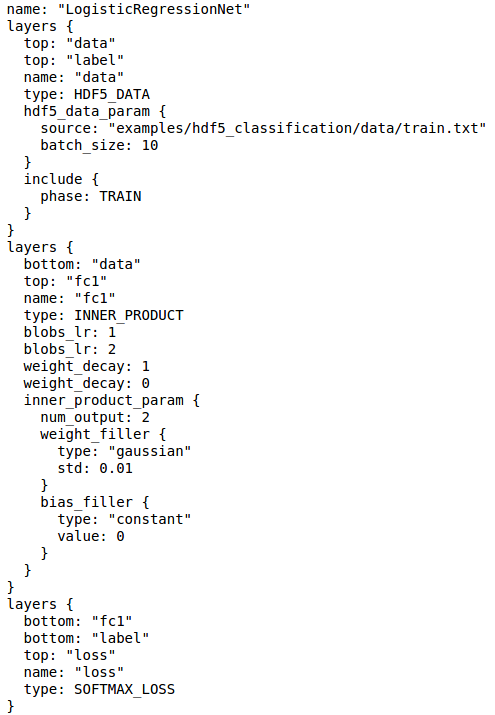 name: "LogisticRegressionNet"
layers {
  top: "data"
  top: "label"
  name: "data"
  type: HDF5_DATA
  hdf5_data_param {
    source: "examples/hdf5_classification/data/train.txt"
    batch_size: 10
  }
  include {
    phase: TRAIN
  }
}
layers {
  bottom: "data"
  top: "fc1"
  name: "fc1"
  type: INNER_PRODUCT
  blobs_lr: 1
  blobs_lr: 2
  weight_decay: 1
  weight_decay: 0
  inner_product_param {
    num_output: 2
    weight_filler {
      type: "gaussian"
      std: 0.01
    }
    bias_filler {
      type: "constant"
      value: 0
    }
  }
}
layers {
  bottom: "fc1"
  bottom: "label"
  top: "loss"
  name: "loss"
  type: SOFTMAX_LOSS
}